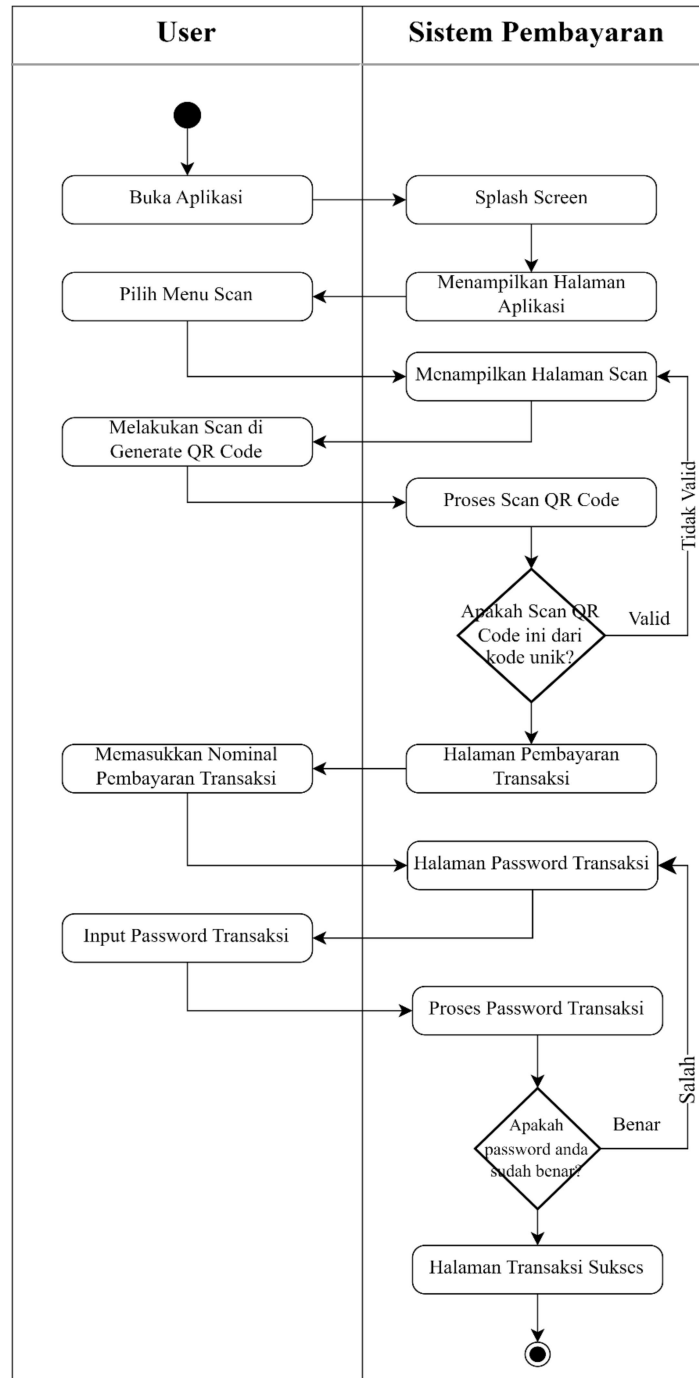 User
Sistem Pembayaran
Buka Aplikasi
Splash Screen
Pilih Menu Scan
Menampilkan Halaman
Aplikasi
Menampilkan Halaman Scan
Melakukan Scan di
Generate QR Code
Proses Scan QR Code
Tidak Valid
Apakah Scan QR
Code ini dari
kode unik?
Valid
Memasukkan Nominal
Pembayaran Transaksi
Halaman Pembayaran
Transaksi
Halaman Password Transaksi
Input Password Transaksi
Proses Password Transaksi
Salah
Apakah
password anda
sudah benar?
Benar
Halaman Transaksi Sukses